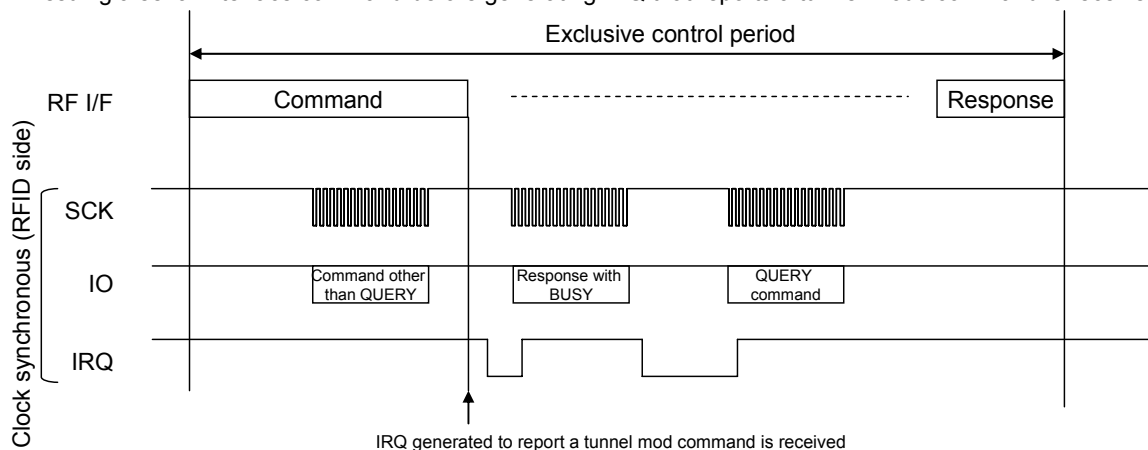 Exclusive control period
RF I/F
Command
Response
Clock synchronous (RFID side)
SCK
IO
Command other
than QUERY
Response with
BUSY
QUERY
command
IRQ
IRQ generated to report a tunnel mod command is received